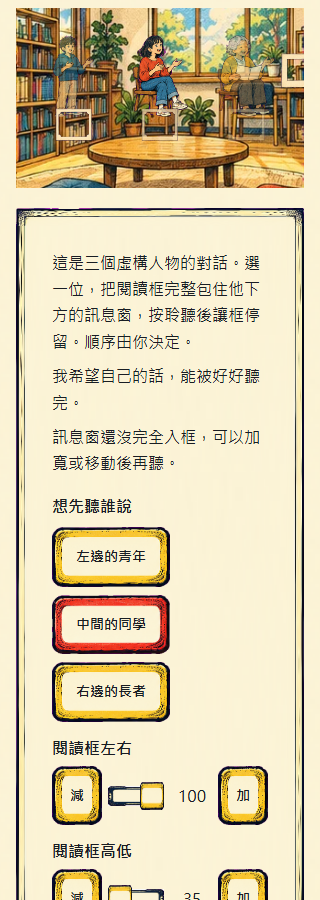 這是三個虛構人物的對話。選
一位，把閱讀框完整包住他下
方的訊息窗，按聆聽後讓框停
留。順序由你決定。
我希望自己的話，能被好好聽
完。
訊息窗還沒完全入框，可以加
寬或移動後再聽。
想先聽誰說
左邊的青年
中間的同學
右邊的長者
閱讀框左右
減 100 加
閱讀框高低
減 35 加